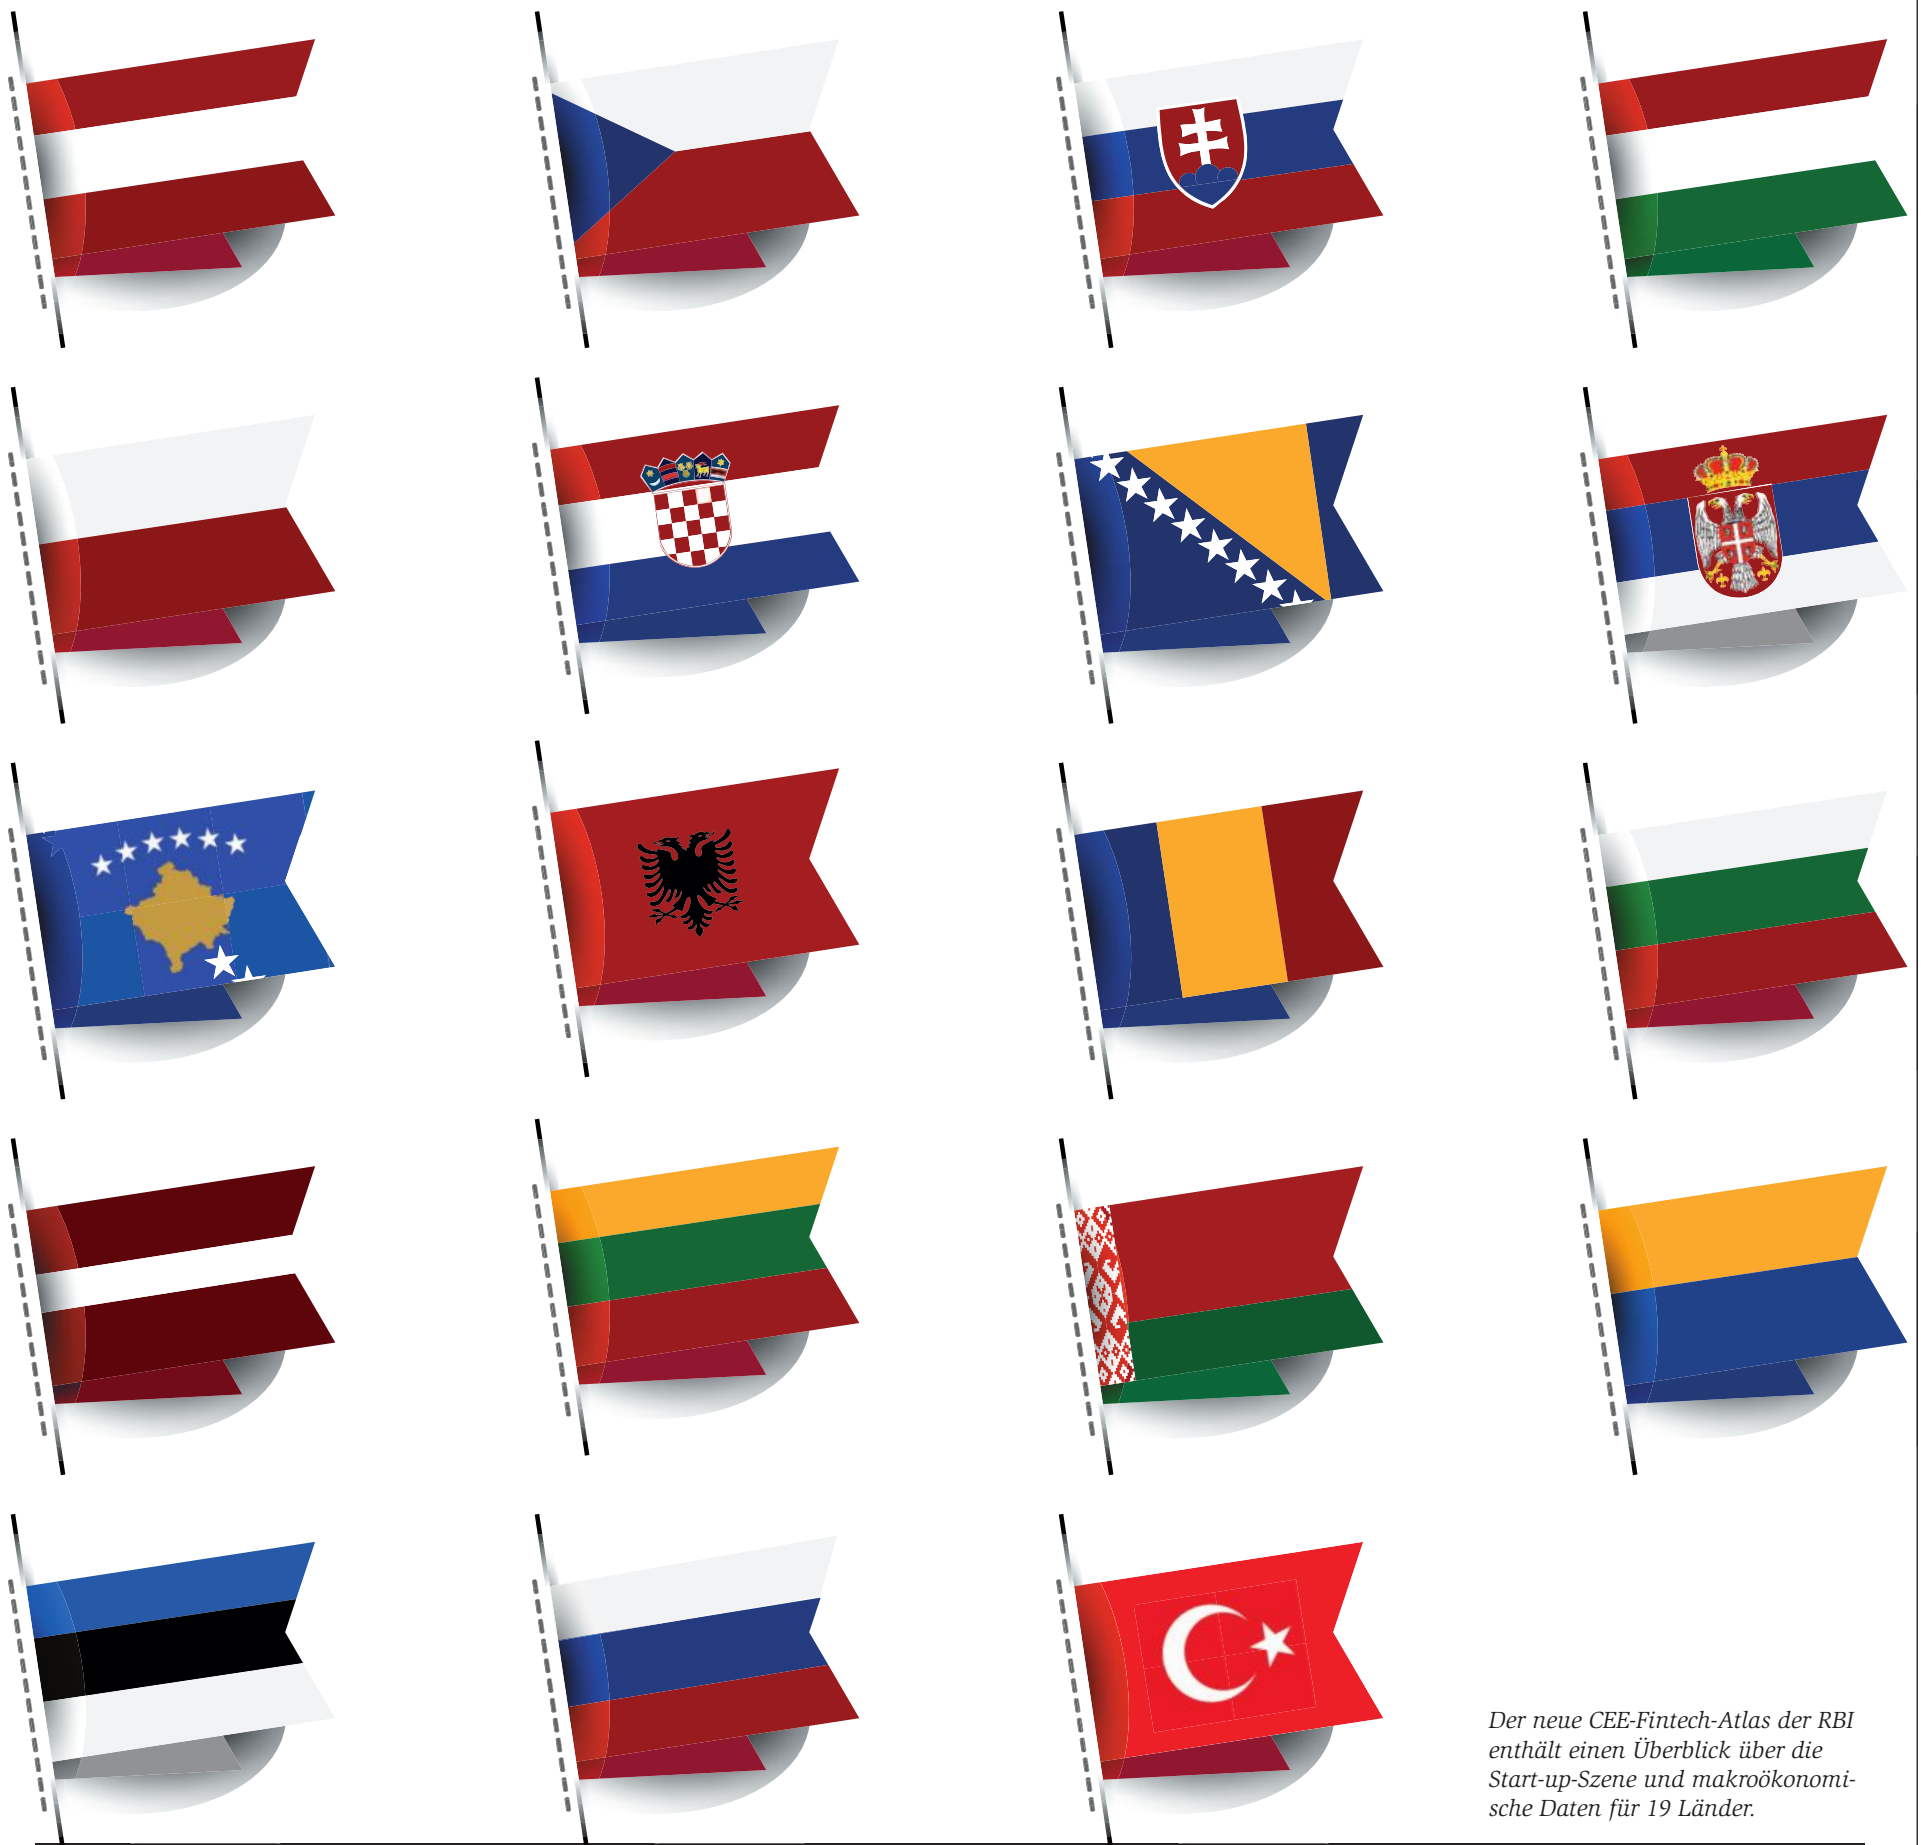 Der neue CEE-Fintech-Atlas der RBI
enthält einen Überblick über die
Start-up-Szene und makroökonomi-
sche Daten für 19 Länder.